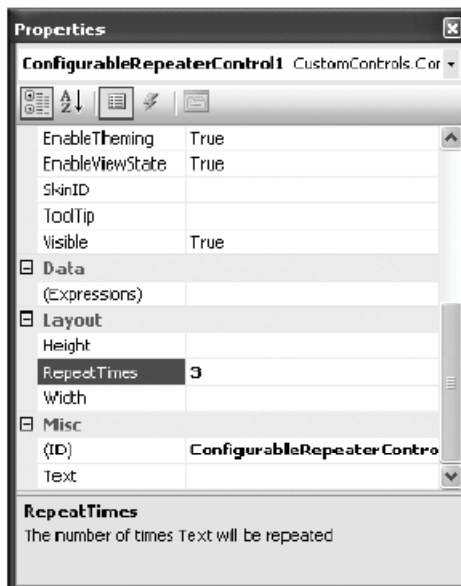 Properties
ConfigurableRepeaterControl1 CustomControls.Cor
EnableTheming True
EnableViewState True
SkinID
ToolTip
Visible True
Data
(Expressions)
Layout
Height
RepeatTimes 3
Width
Misc
(ID) ConfigurableRepeaterContro
Text
RepeatTimes
The number of times Text will be repeated